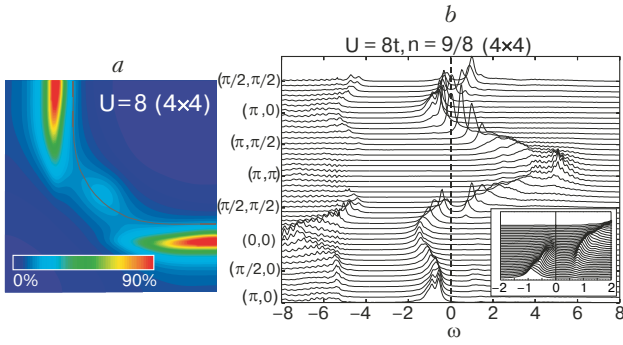 a
U=8 (4×4)
0% 90%
b
U = 8t, n = 9/8 (4×4)
(π/2,π/2)
(π,0)
(π,π/2)
(π,π)
(π/2,π/2)
(0,0)
(π/2,0)
(π,0)
-2 -1 0 1 2
-8 -6 -4 -2 0 2 4 6 8
ω